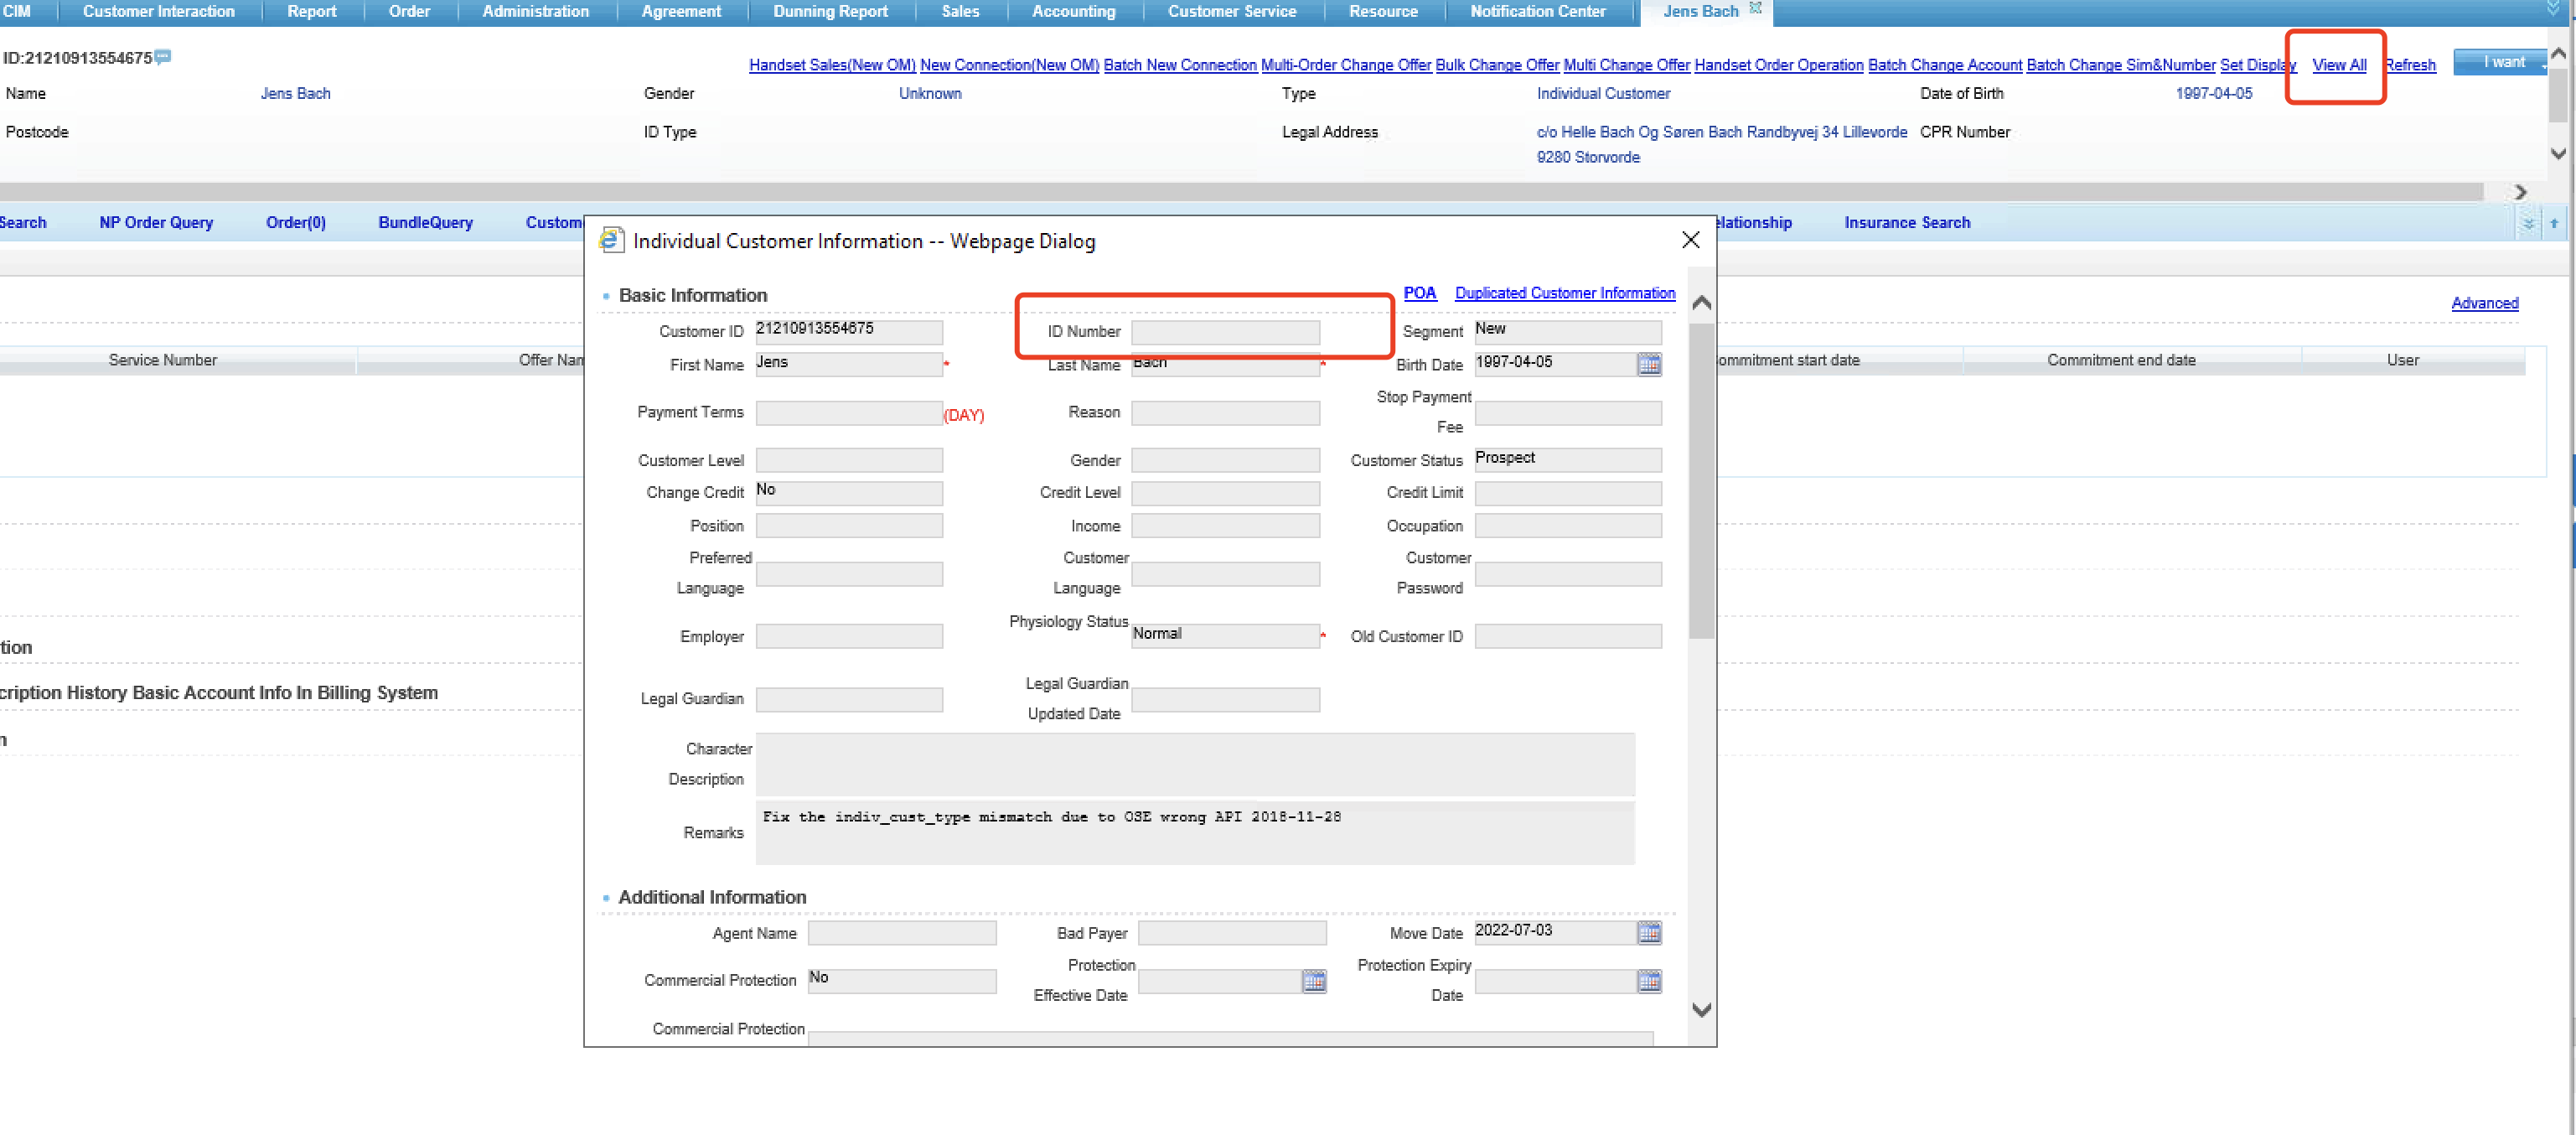 CIM Customer Interaction Report Order Administration Agreement Dunning Report Sales Accounting Customer Service Resource Notification Center Jens Bach
ID:21210913554675
Handset Sales(New OM) New Connection(New OM) Batch New Connection Multi-Order Change Offer Bulk Change Offer Multi Change Offer Handset Order Operation Batch Change Account Batch Change Sim&Number Set Display View All Refresh I want
Name Jens Bach Gender Unknown Type Individual Customer Date of Birth 1997-04-05
Postcode ID Type Legal Address c/o Helle Bach Og Søren Bach Randbyvej 34 Lillevorde CPR Number
9280 Storvorde
Search NP Order Query Order(0) BundleQuery Custom elationship Insurance Search
Individual Customer Information -- Webpage Dialog
Basic Information POA Duplicated Customer Information
Advanced
Customer ID 21210913554675 ID Number Segment New
Service Number Offer Nam ommitment start date Commitment end date User
First Name Jens * Last Name Bach * Birth Date 1997-04-05
Payment Terms (DAY) Reason Stop Payment
Fee
Customer Level Gender Customer Status Prospect
Change Credit No Credit Level Credit Limit
Position Income Occupation
Preferred Customer Customer
Language Language Password
Employer Physiology Status Normal * Old Customer ID
tion
Legal Guardian Legal Guardian
Updated Date
cription History Basic Account Info In Billing System
n
Character
Description
Remarks Fix the indiv_cust_type mismatch due to OSE wrong API 2018-11-28
Additional Information
Agent Name Bad Payer Move Date 2022-07-03
Commercial Protection No Protection Protection Expiry
Effective Date Date
Commercial Protection